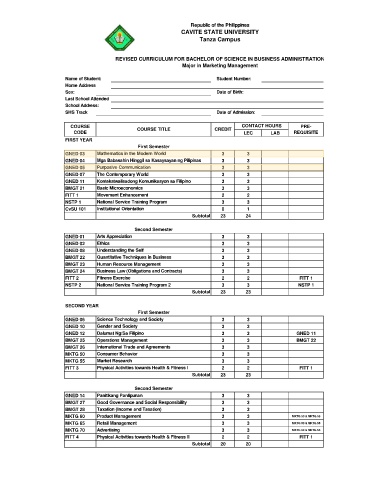 Republic of the Philippines
CAVITE STATE UNIVERSITY
Tanza Campus
REVISED CURRICULUM FOR BACHELOR OF SCIENCE IN BUSINESS ADMINISTRATION
Major in Marketing Management
Name of Student: Student Number:
Home Address
Sex: Date of Birth:
Last School Attended
School Address:
SHS Track: Date of Admission:
COURSE CODE COURSE TITLE CREDIT CONTACT HOURS LEC LAB PRE-REQUISITE
FIRST YEAR
First Semester
GNED 03 Mathematics in the Modern World 3 3
GNED 04 Mga Babasahin Hinggil sa Kasaysayan ng Pilipinas 3 3
GNED 05 Purposive Communication 3 3
GNED 07 The Contemporary World 3 3
GNED 11 Kontekstwalisadong Komunikasyon sa Filipino 3 3
BMGT 21 Basic Microeconomics 3 3
FITT 1 Movement Enhancement 2 2
NSTP 1 National Service Training Program 3 3
CvSU 101 Institutional Orientation 1
Subtotal 23 24
Second Semester
GNED 01 Arts Appreciation 3 3
GNED 02 Ethics 3 3
GNED 08 Understanding the Self 3 3
BMGT 22 Quantitative Techniques in Business 3 3
BMGT 23 Human Resource Management 3 3
BMGT 24 Business Law (Obligations and Contracts) 3 3
FITT 2 Fitness Exercise 2 2 FITT 1
NSTP 2 National Service Training Program 2 3 3 NSTP 1
Subtotal 23 23
SECOND YEAR
First Semester
GNED 06 Science Technology and Society 3 3
GNED 10 Gender and Society 3 3
GNED 12 Dalumat Ng/Sa Filipino 3 3 GNED 11
BMGT 25 Operations Management 3 3 BMGT 22
BMGT 26 International Trade and Agreements 3 3
MKTG 50 Consumer Behavior 3 3
MKTG 55 Market Research 3 3
FITT 3 Physical Activities towards Health & Fitness I 2 2 FITT 1
Subtotal 23 23
Second Semester
GNED 14 Panitikang Panlipunan 3 3
BMGT 27 Good Governance and Social Responsibility 3 3
BMGT 28 Taxation (Income and Taxation) 3 3
MKTG 60 Product Management 3 3
MKTG 65 Retail Management 3 3
MKTG 70 Advertising 3 3
FITT 4 Physical Activities towards Health & Fitness II 2 2 FITT 1
Subtotal 20 20